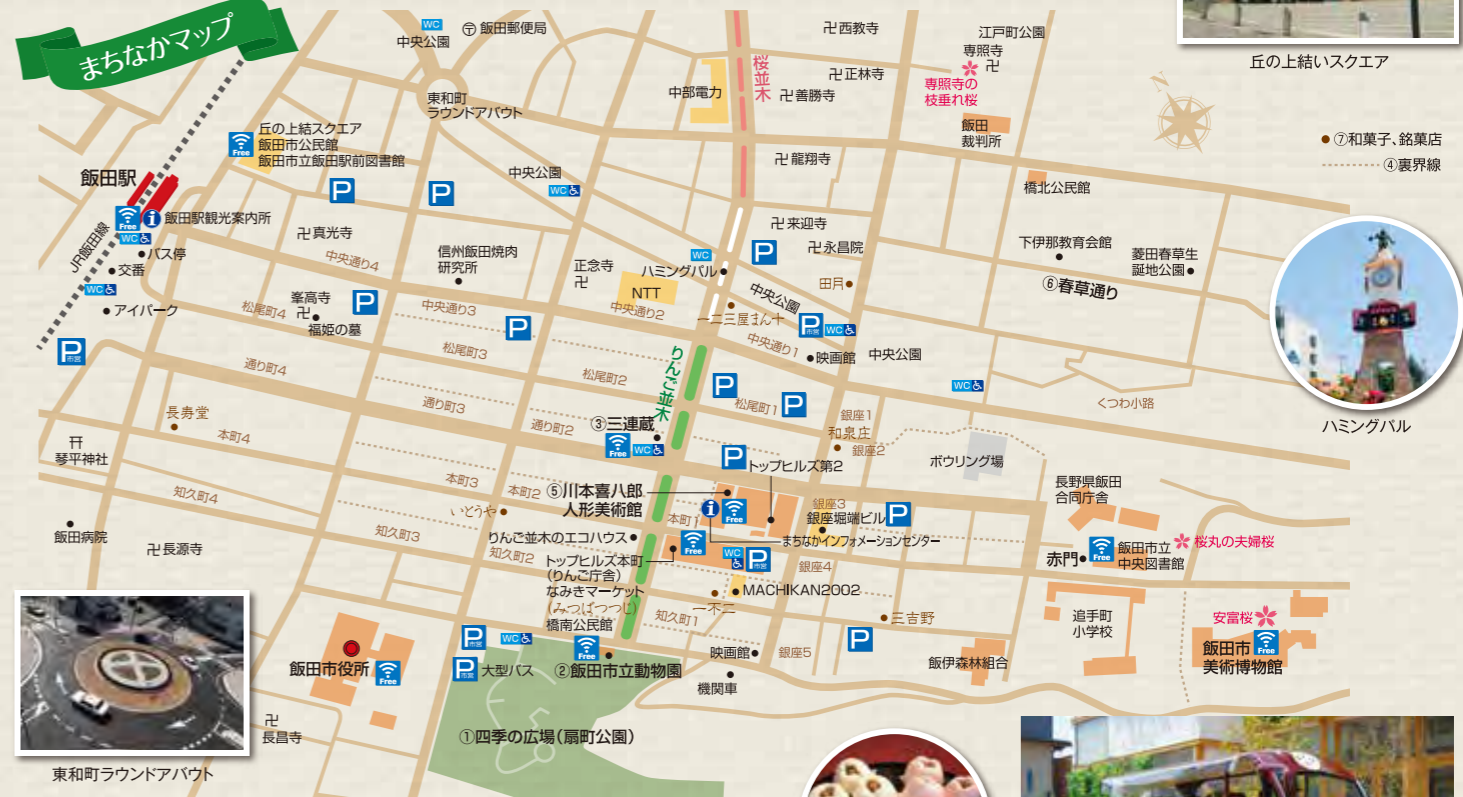 まちなかマップ
WC
中央公園
〒飯田郵便局
東和町
ラウンドアバウト
中部電力
桜並木
卍西教寺
卍正林寺
卍善勝寺
江戸町公園
専照寺
卍
専照寺の
枝垂れ桜
飯田
裁判所
丘の上結いスクエア
N
●⑦和菓子、銘菓店
④裏界線
Free
丘の上結スクエア
飯田市公民館
飯田市立飯田駅前図書館
飯田駅
Free
i
飯田駅観光案内所
WC
JR飯田線
●バス停
●交番
WC
●アイパーク
P
P
中央公園
WC
卍龍翔寺
橋北公民館
卍真光寺
中央通り4
信州飯田焼肉
研究所
正念寺
卍
NTT
WC
ハミングパル●
卍来迎寺
P
卍永昌院
田月●
下伊那教育会館
菱田春草生
誕地公園●
⑥春草通り
ハミングパル
松尾町4
峯高寺
卍
福姫の墓
P
中央通り3
P
中央通り2
一二三屋まん十
中央公園
P
市営
WC
中央通り1
●映画館
中央公園
P
市営
通り町4
松尾町3
松尾町2
りんご並木
P
松尾町1
P
WC
くつわ小路
長寿堂
通り町3
通り町2
③三連蔵
Free
WC
銀座1
和泉庄
銀座2
ボウリング場
琴平神社
本町4
本町3
本町2
⑤川本喜八郎
人形美術館
P
トップヒルズ第2
i
Free
本町1
銀座3
銀座堀端ビル
P
まちなかインフォメーションセンター
長野県飯田
合同庁舎
知久町4
飯田病院
卍長源寺
いとうや●
知久町3
知久町2
りんご並木のエコハウス●
トップヒルズ本町
(りんご庁舎)
なみきマーケット
(みつばつつじ)
橋南公民館
Free
WC
P
市営
銀座4
●MACHIKAN2002
一不二
知久町1
●三吉野
赤門●
Free
飯田市立
中央図書館
桜丸の夫婦桜
追手町
小学校
安富桜
飯田市
美術博物館
Free
飯田市役所
Free
P
市営
WC
P
市営
大型バス
Free
②飯田市立動物園
映画館●
機関車
銀座5
P
飯伊森林組合
卍
長昌寺
①四季の広場(扇町公園)
東和町ラウンドアバウト